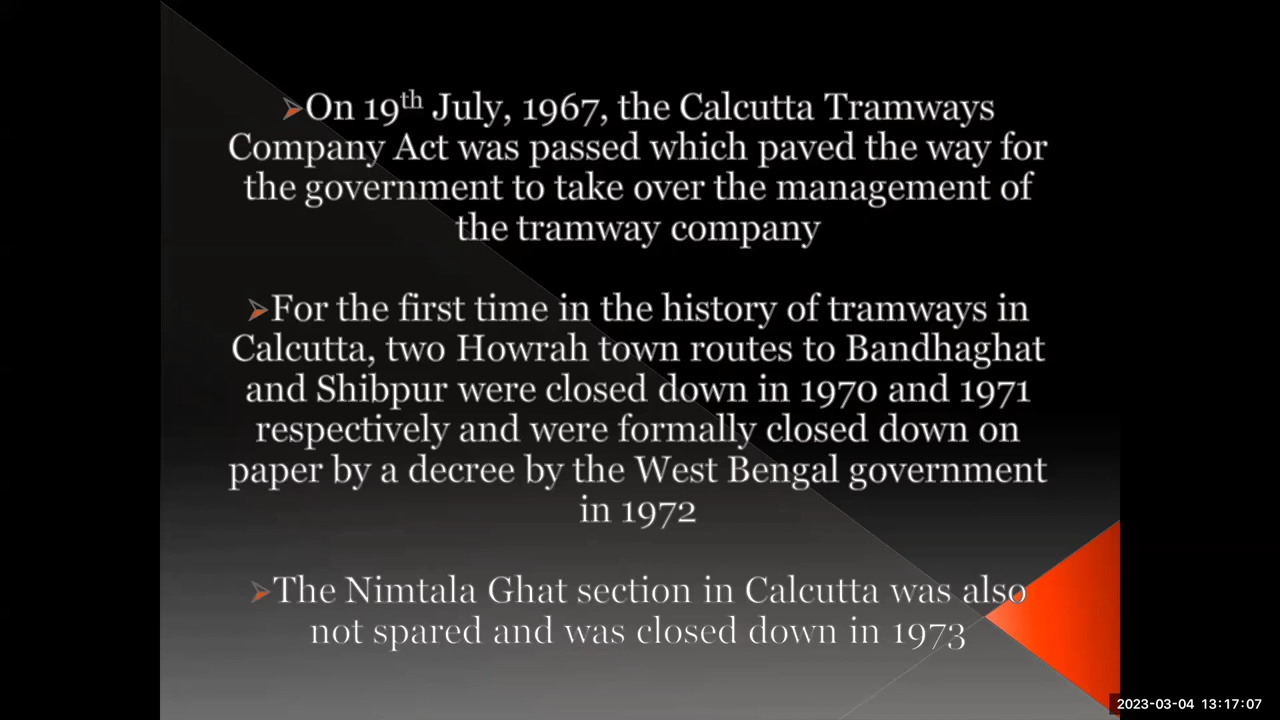 ➢On 19th July, 1967, the Calcutta Tramways
Company Act was passed which paved the way for
the government to take over the management of
the tramway company
➢For the first time in the history of tramways in
Calcutta, two Howrah town routes to Bandhaghat
and Shibpur were closed down in 1970 and 1971
respectively and were formally closed down on
paper by a decree by the West Bengal government
in 1972
➢The Nimtala Ghat section in Calcutta was also
not spared and was closed down in 1973
2023-03-04 13:17:07